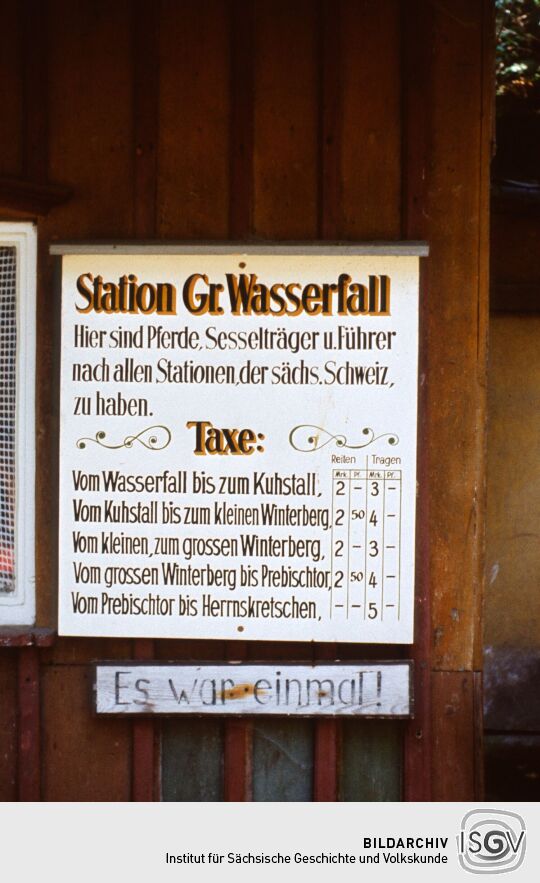 Station Gr. Wasserfall
Hier sind Pferde, Sesselträger u. Führer
nach allen Stationen, der sächs. Schweiz,
zu haben.
Taxe:
Reiten Tragen
Mrk. Pf. Mrk. Pf.
Vom Wasserfall bis zum Kuhstall, 2 – 3 –
Vom Kuhstall bis zum kleinen Winterberg, 2 50 4 –
Vom kleinen, zum grossen Winterberg, 2 – 3 –
Vom grossen Winterberg bis Prebischtor, 2 50 4 –
Vom Prebischtor bis Herrnskretschen, – – 5 –
Es war einmal!
BILDARCHIV
Institut für Sächsische Geschichte und Volkskunde
ISGV